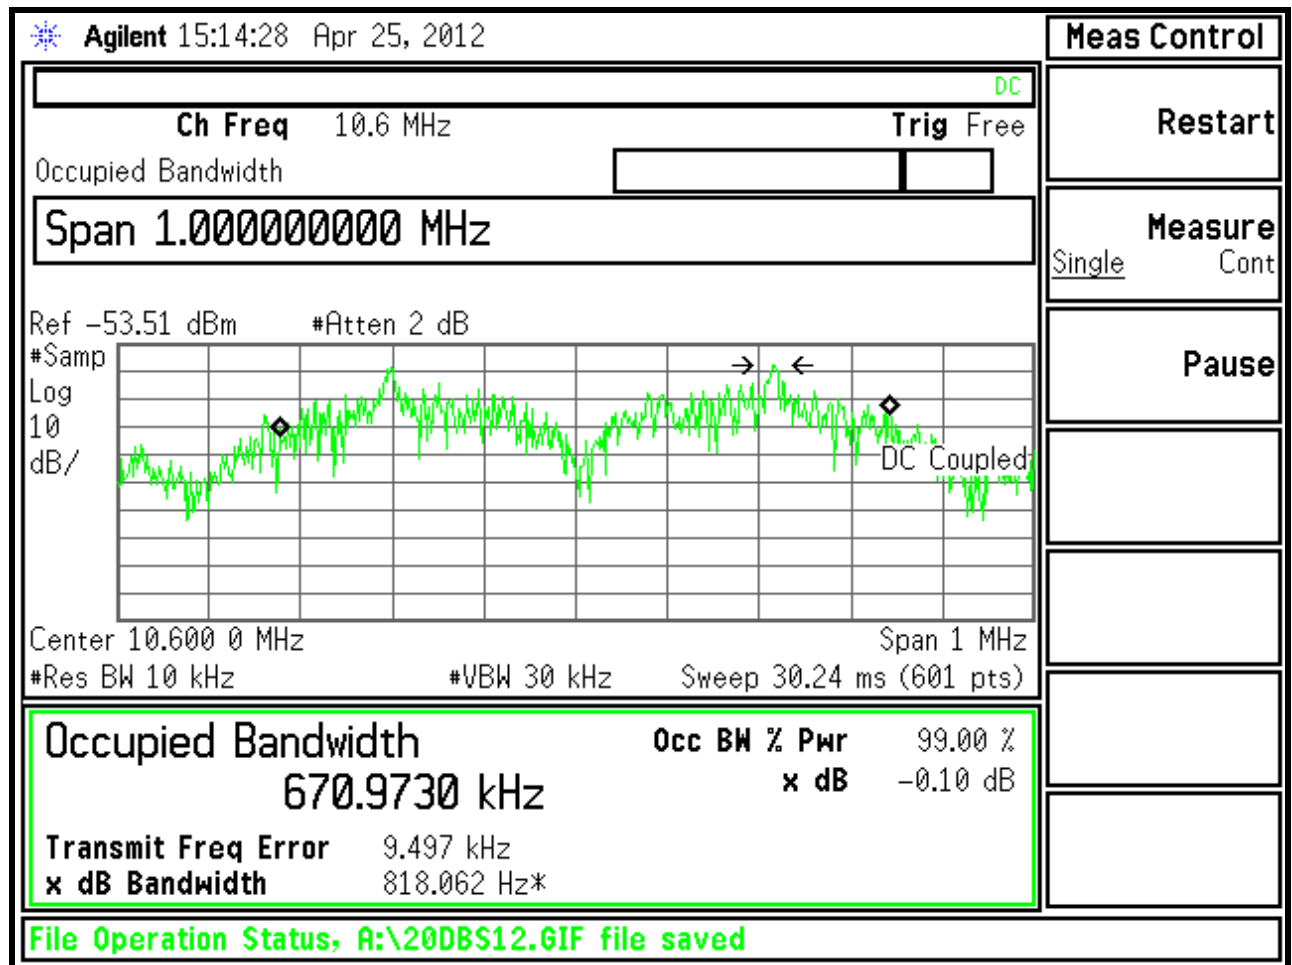 Agilent 15:14:28 Apr 25, 2012
Meas Control
DC
Ch Freq 10.6 MHz Trig Free
Restart
Occupied Bandwidth
Span 1.000000000 MHz
Measure
Single Cont
Ref -53.51 dBm #Atten 2 dB
#Samp
Log
10
dB/
Pause
DC Coupled
Center 10.600 0 MHz Span 1 MHz
#Res BW 10 kHz #VBW 30 kHz Sweep 30.24 ms (601 pts)
Occupied Bandwidth
670.9730 kHz
Occ BW % Pwr 99.00 %
x dB -0.10 dB
Transmit Freq Error 9.497 kHz
x dB Bandwidth 818.062 Hz*
File Operation Status, A:\20DBS12.GIF file saved